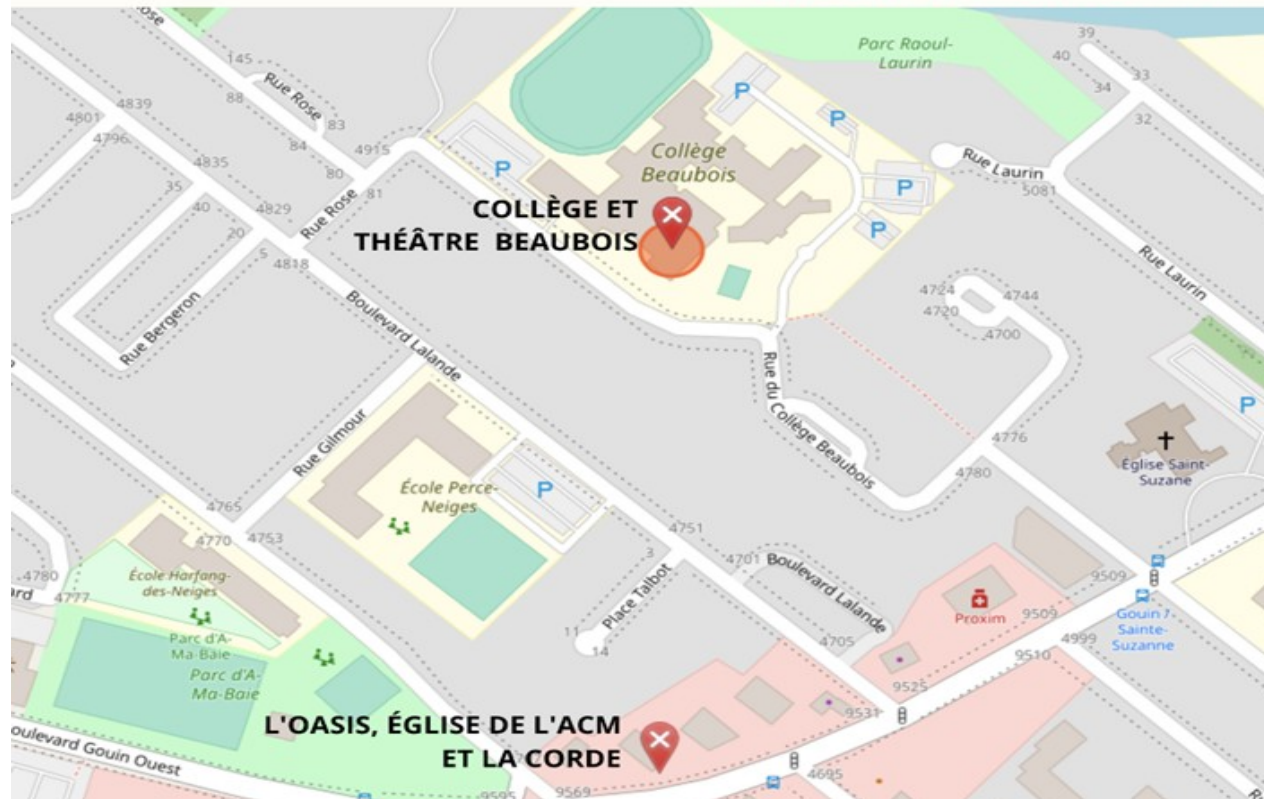 Rose
145
88
Rue Rose
83
84
80
4915
81
Rue Rose
4839
4801
4796
4835
35
40
4829
20
5
4818
Rue Bergeron
Boulevard Lalande
P
Collège
Beaubois
P
P
P
P
Parc Raoul-
Laurin
39
40
33
34
32
Rue Laurin
5081
Rue Laurin
COLLÈGE ET
THÉÂTRE BEAUBOIS
4724
4744
4720
4700
Rue du Collège Beaubois
4776
4780
P
Église Saint-
Suzane
Rue Gilmour
École Perce-
Neiges
P
4765
4770
4753
4751
3
Place Talbot
11
14
4701
Boulevard Lalande
4705
École Harfang-
des-Neiges
4780
4777
ard
Parc d'A-
Ma-Baie
Parc d'A-
Ma-Baie
Proxim
9509
9509
Gouin /-
Sainte-
Suzanne
4999
9510
9525
9531
L'OASIS, ÉGLISE DE L'ACM
ET LA CORDE
oulevard Gouin Ouest
9595
9569
4695